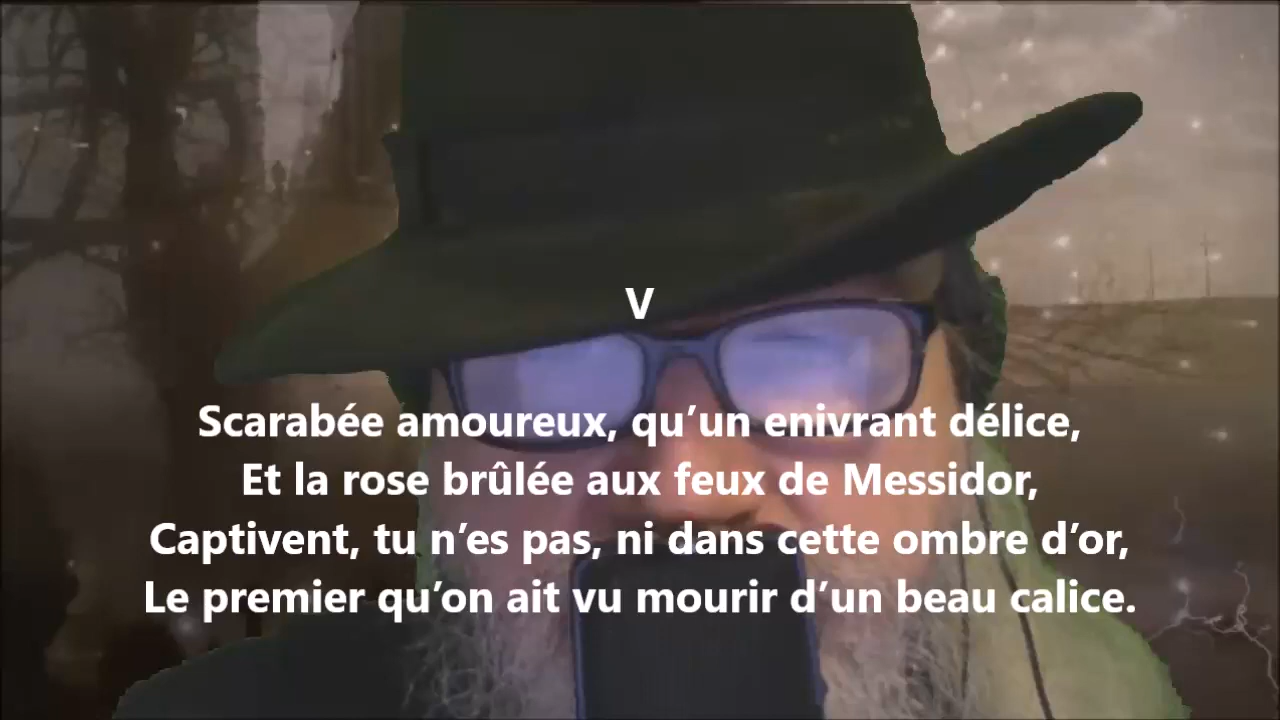 V
Scarabée amoureux, qu’un enivrant délice,
Et la rose brûlée aux feux de Messidor,
Captivent, tu n’es pas, ni dans cette ombre d’or,
Le premier qu’on ait vu mourir d’un beau calice.